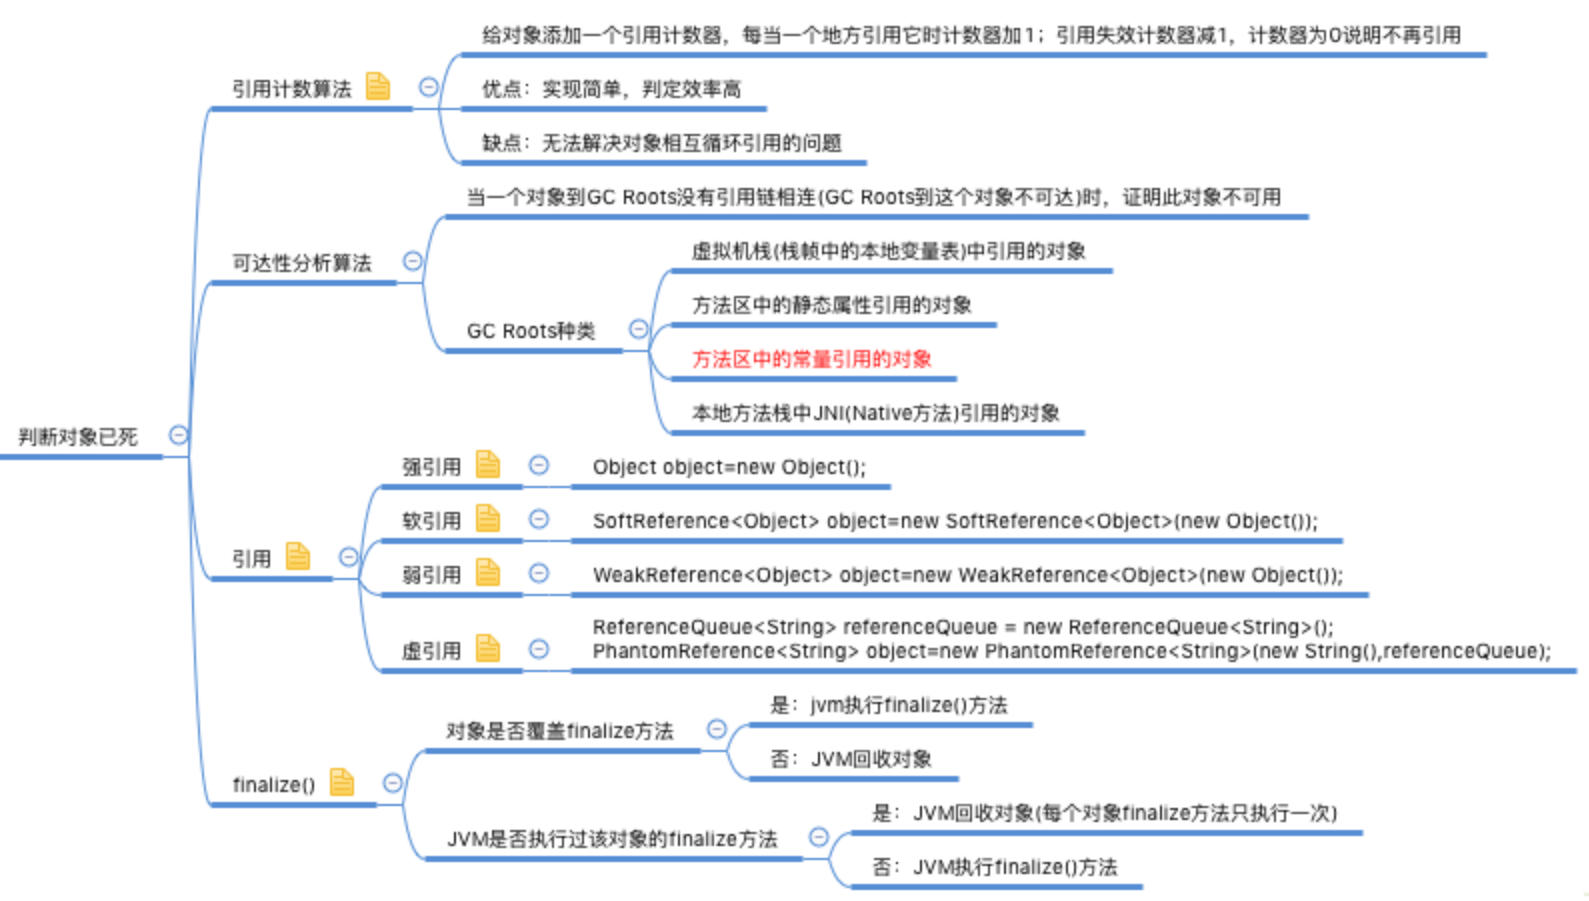 给对象添加一个引用计数器，每当一个地方引用它时计数器加1；引用失效计数器减1，计数器为0说明不再引用
引用计数算法
优点：实现简单，判定效率高
缺点：无法解决对象相互循环引用的问题
当一个对象到GC Roots没有引用链相连(GC Roots到这个对象不可达)时，证明此对象不可用
可达性分析算法
虚拟机栈(栈帧中的本地变量表)中引用的对象
方法区中的静态属性引用的对象
GC Roots种类
方法区中的常量引用的对象
本地方法栈中JNI(Native方法)引用的对象
判断对象已死
强引用
Object object=new Object();
软引用
SoftReference<Object> object=new SoftReference<Object>(new Object());
引用
弱引用
WeakReference<Object> object=new WeakReference<Object>(new Object());
虚引用
ReferenceQueue<String> referenceQueue = new ReferenceQueue<String>();
PhantomReference<String> object=new PhantomReference<String>(new String(),referenceQueue);
对象是否覆盖finalize方法
是：jvm执行finalize()方法
否：JVM回收对象
finalize()
JVM是否执行过该对象的finalize方法
是：JVM回收对象(每个对象finalize方法只执行一次)
否：JVM执行finalize()方法